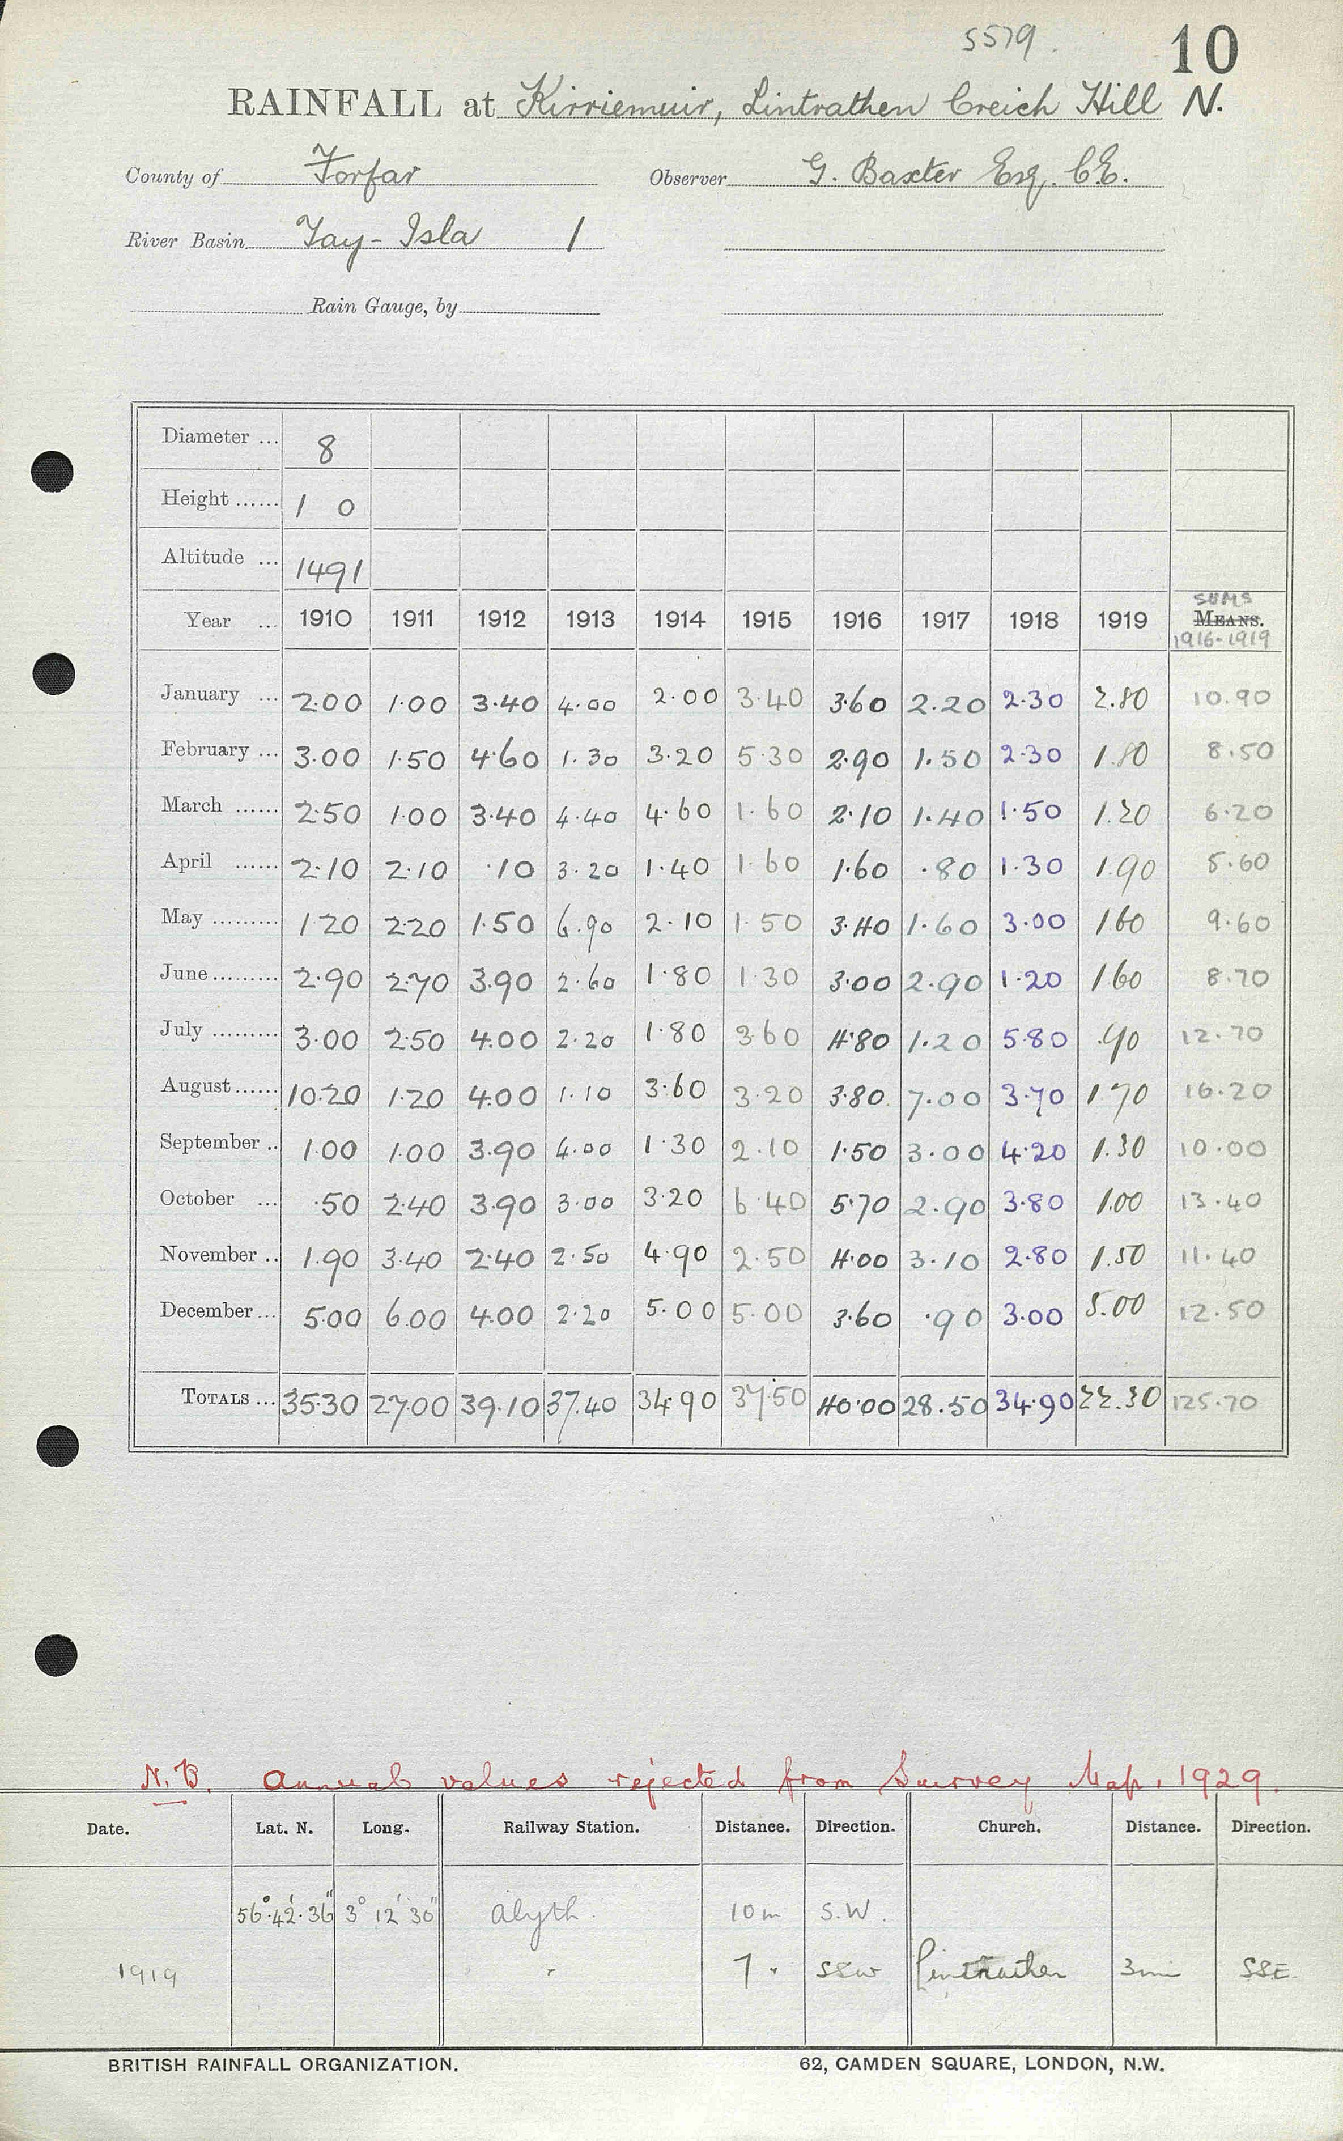 5579. 10
RAINFALL at Kirriemuir, Lintrathen Creich Hill N.
County of Forfar Observer G. Baxter Esq. C.E.
River Basin Tay - Isla 1
Rain Gauge, by
Diameter ... 8
Height ...... 1 0
Altitude ... 1491
SUMS
Year ... 1910 1911 1912 1913 1914 1915 1916 1917 1918 1919 MEANS.
1916-1919
January ... 2.00 1.00 3.40 4.00 2.00 3.40 3.60 2.20 2.30 2.80 10.90
February ... 3.00 1.50 4.60 1.30 3.20 5.30 2.90 1.50 2.30 1.80 8.50
March ...... 2.50 1.00 3.40 4.40 4.60 1.60 2.10 1.40 1.50 1.20 6.20
April ...... 2.10 2.10 .10 3.20 1.40 1.60 1.60 .80 1.30 1.90 5.60
May ......... 1.20 2.20 1.50 6.90 2.10 1.50 3.40 1.60 3.00 1.60 9.60
June ......... 2.90 2.70 3.90 2.60 1.80 1.30 3.00 2.90 1.20 1.60 8.70
July ......... 3.00 2.50 4.00 2.20 1.80 3.60 4.80 1.20 5.80 .90 12.70
August ...... 10.20 1.20 4.00 1.10 3.60 3.20 3.80 7.00 3.70 1.70 16.20
September .. 1.00 1.00 3.90 4.00 1.30 2.10 1.50 3.00 4.20 1.30 10.00
October ... .50 2.40 3.90 3.00 3.20 6.40 5.70 2.90 3.80 1.00 13.40
November .. 1.90 3.40 2.40 2.50 4.90 2.50 4.00 3.10 2.80 1.50 11.40
December ... 5.00 6.00 4.00 2.20 5.00 5.00 3.60 .90 3.00 5.00 12.50
TOTALS ... 35.30 27.00 39.10 37.40 34.90 37.50 40.00 28.50 34.90 22.30 125.70
N.B. Annual values rejected from Survey Map, 1929.
Date. Lat. N. Long. Railway Station. Distance. Direction. Church. Distance. Direction.
56° 42' 36" 3° 12' 30" Alyth. 10 m S.W.
1919 " 7 " SSW Lintrathen 3 m SSE
BRITISH RAINFALL ORGANIZATION. 62, CAMDEN SQUARE, LONDON, N.W.